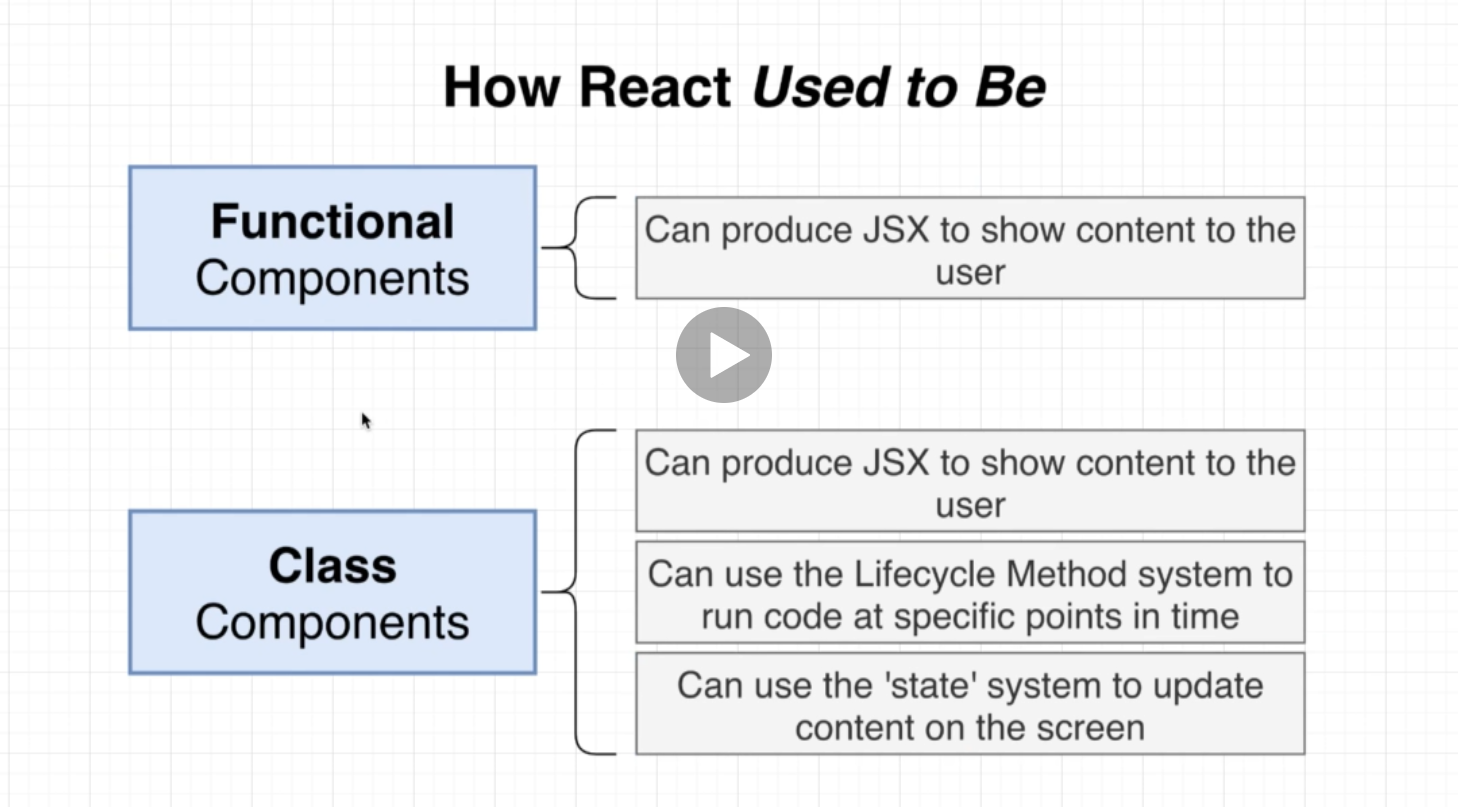 How React Used to Be
Functional
Components
Can produce JSX to show content to the
user
Class
Components
Can produce JSX to show content to the
user
Can use the Lifecycle Method system to
run code at specific points in time
Can use the 'state' system to update
content on the screen